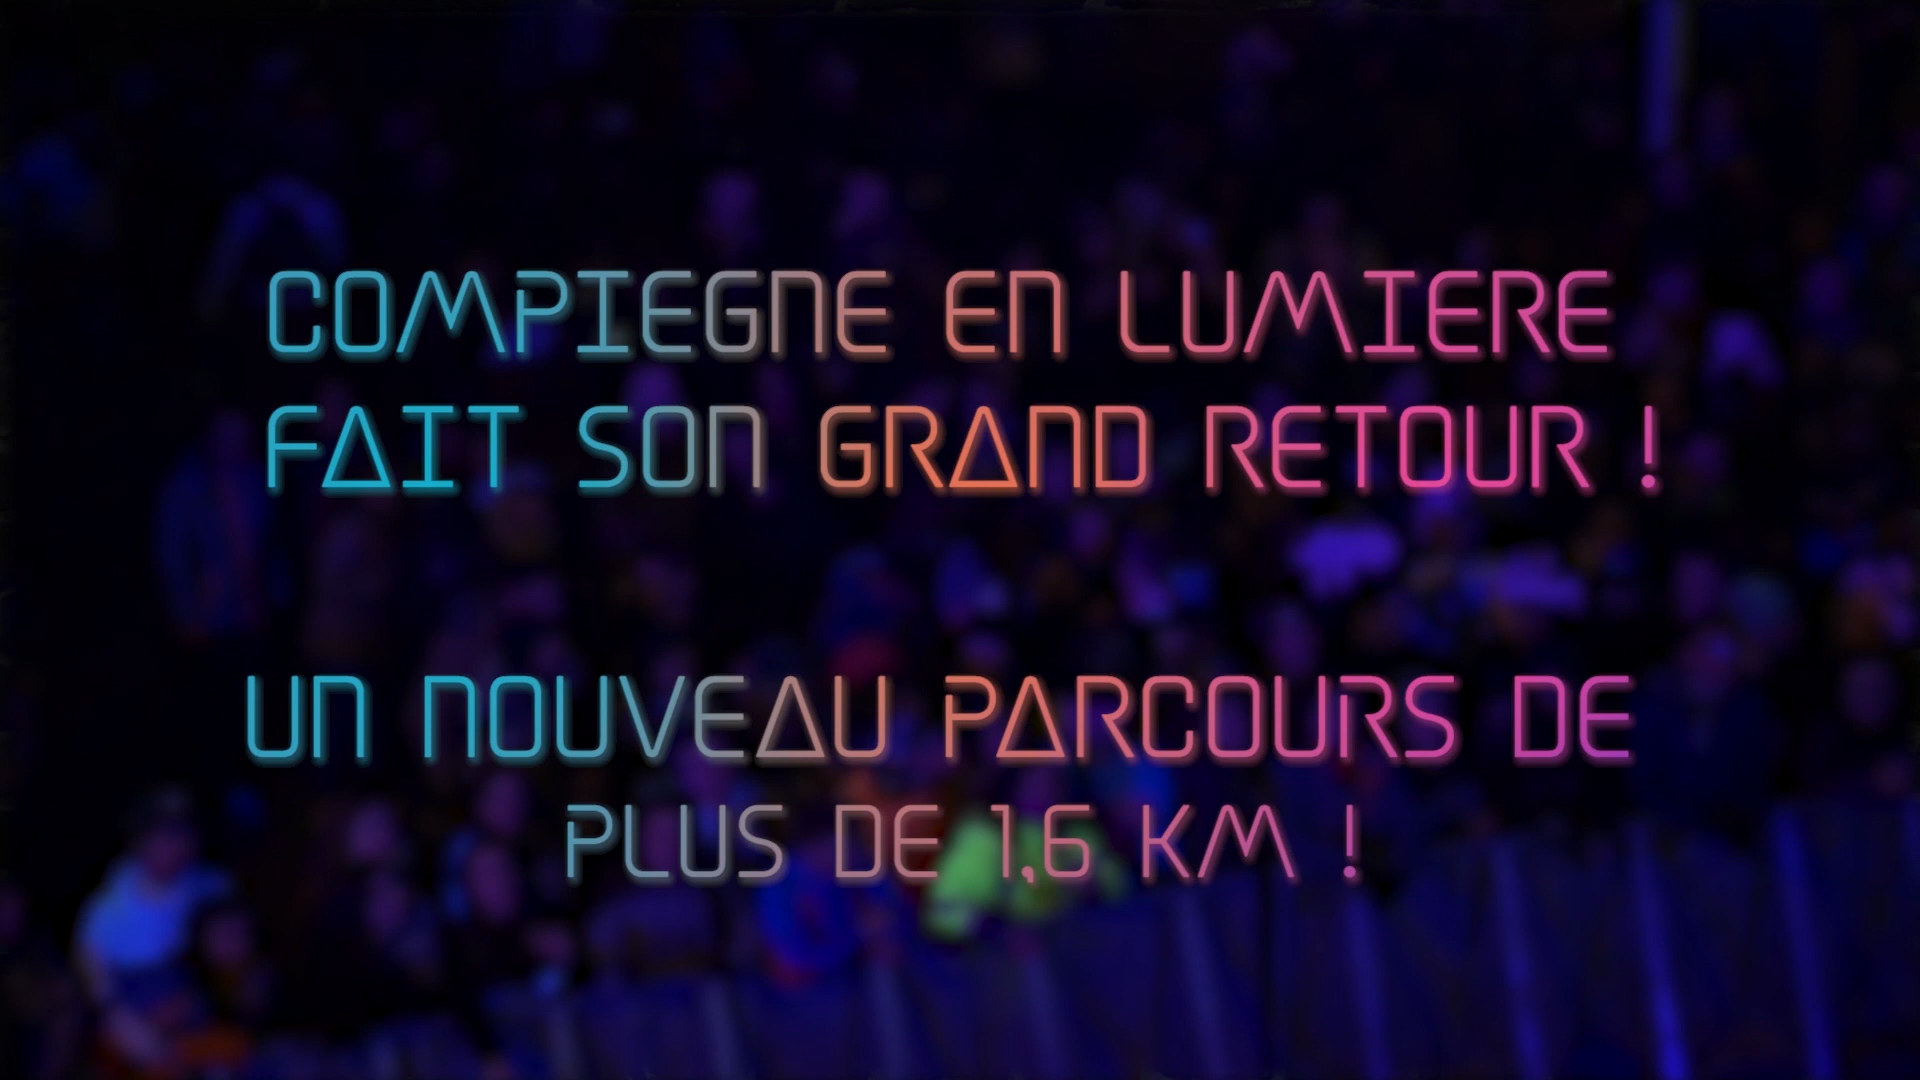 COMPIEGNE EN LUMIERE
FAIT SON GRAND RETOUR !
UN NOUVEAU PARCOURS DE
PLUS DE 1,6 KM !